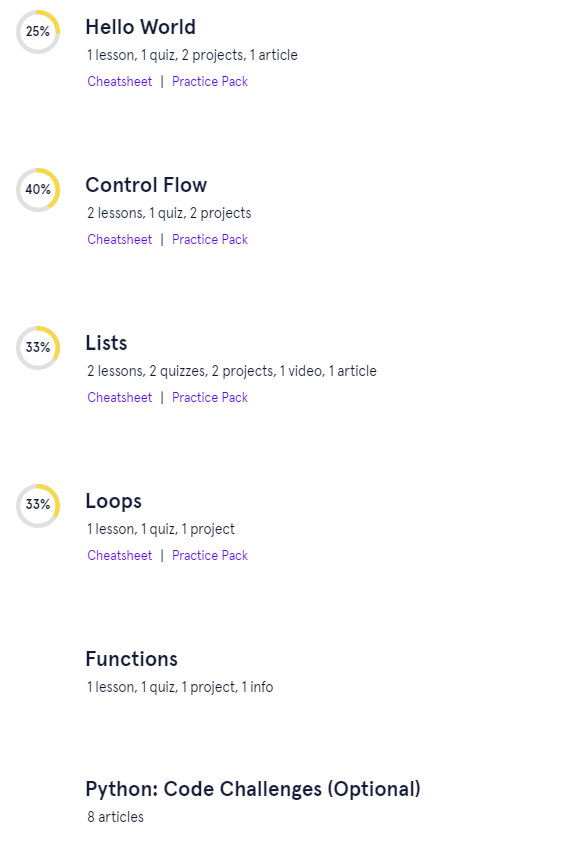 25%
Hello World
1 lesson, 1 quiz, 2 projects, 1 article
Cheatsheet | Practice Pack
40%
Control Flow
2 lessons, 1 quiz, 2 projects
Cheatsheet | Practice Pack
33%
Lists
2 lessons, 2 quizzes, 2 projects, 1 video, 1 article
Cheatsheet | Practice Pack
33%
Loops
1 lesson, 1 quiz, 1 project
Cheatsheet | Practice Pack
Functions
1 lesson, 1 quiz, 1 project, 1 info
Python: Code Challenges (Optional)
8 articles